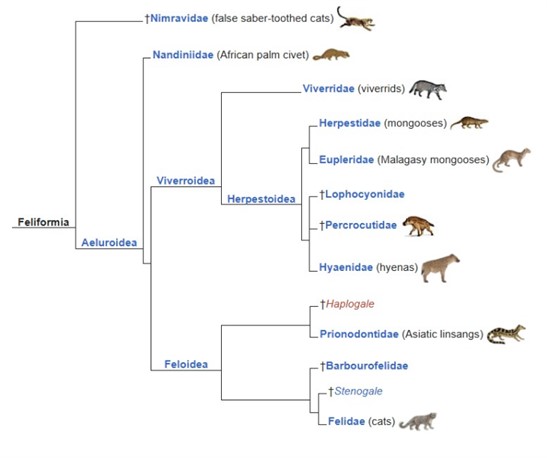 †Nimravidae (false saber-toothed cats)
Nandiniidae (African palm civet)
Viverridae (viverrids)
Herpestidae (mongooses)
Eupleridae (Malagasy mongooses)
Viverroidea
Herpestoidea
†Lophocyonidae
†Percrocutidae
Feliformia
Aeluroidea
Hyaenidae (hyenas)
†Haplogale
Prionodontidae (Asiatic linsangs)
Feloidea
†Barbourofelidae
†Stenogale
Felidae (cats)